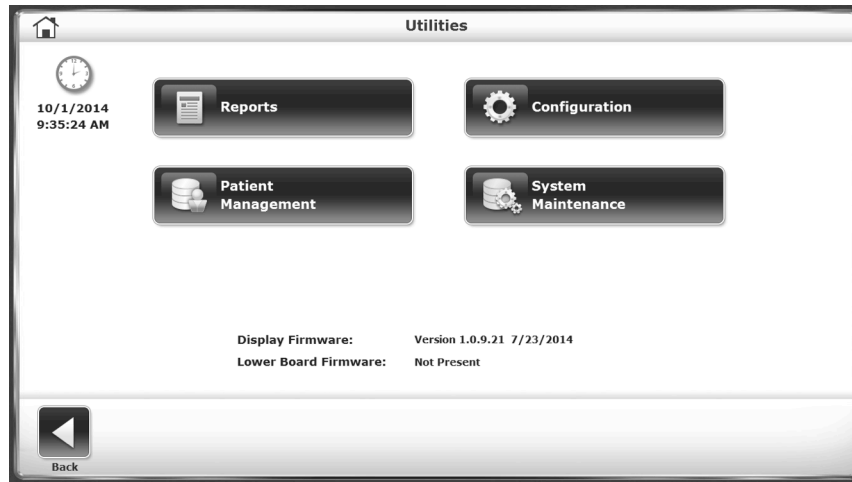 Utilities
10/1/2014
9:35:24 AM
Reports
Configuration
Patient
Management
System
Maintenance
Display Firmware: Version 1.0.9.21 7/23/2014
Lower Board Firmware: Not Present
Back